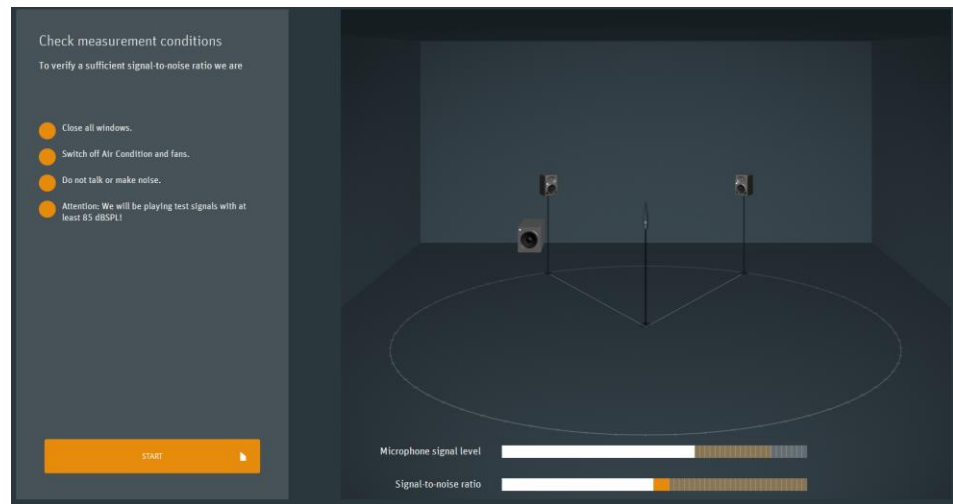 Check measurement conditions
To verify a sufficient signal-to-noise ratio we are
Close all windows.
Switch off Air Condition and fans.
Do not talk or make noise.
Attention: We will be playing test signals with at
least 85 dBSPL!
START
Microphone signal level
Signal-to-noise ratio